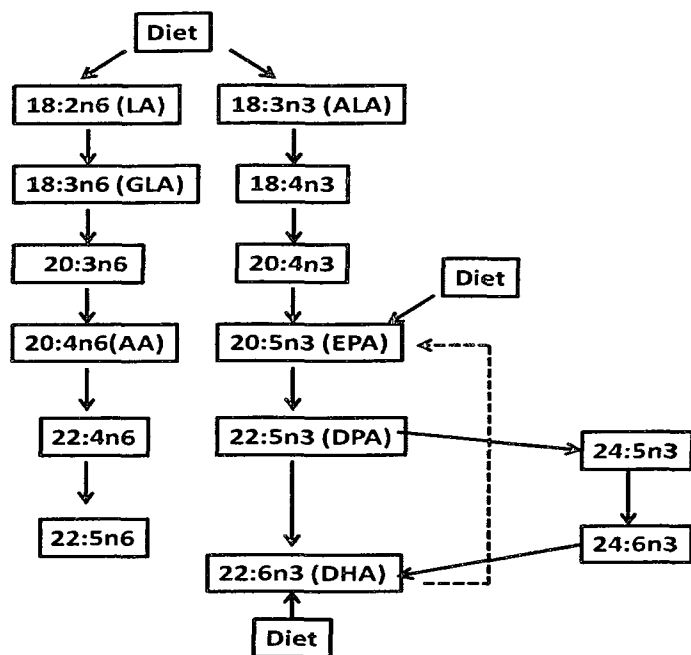 Diet
18:2n6 (LA)
18:3n3 (ALA)
18:3n6 (GLA)
18:4n3
20:3n6
20:4n3
Diet
20:4n6(AA)
20:5n3 (EPA)
22:4n6
22:5n3 (DPA)
24:5n3
22:5n6
24:6n3
22:6n3 (DHA)
Diet